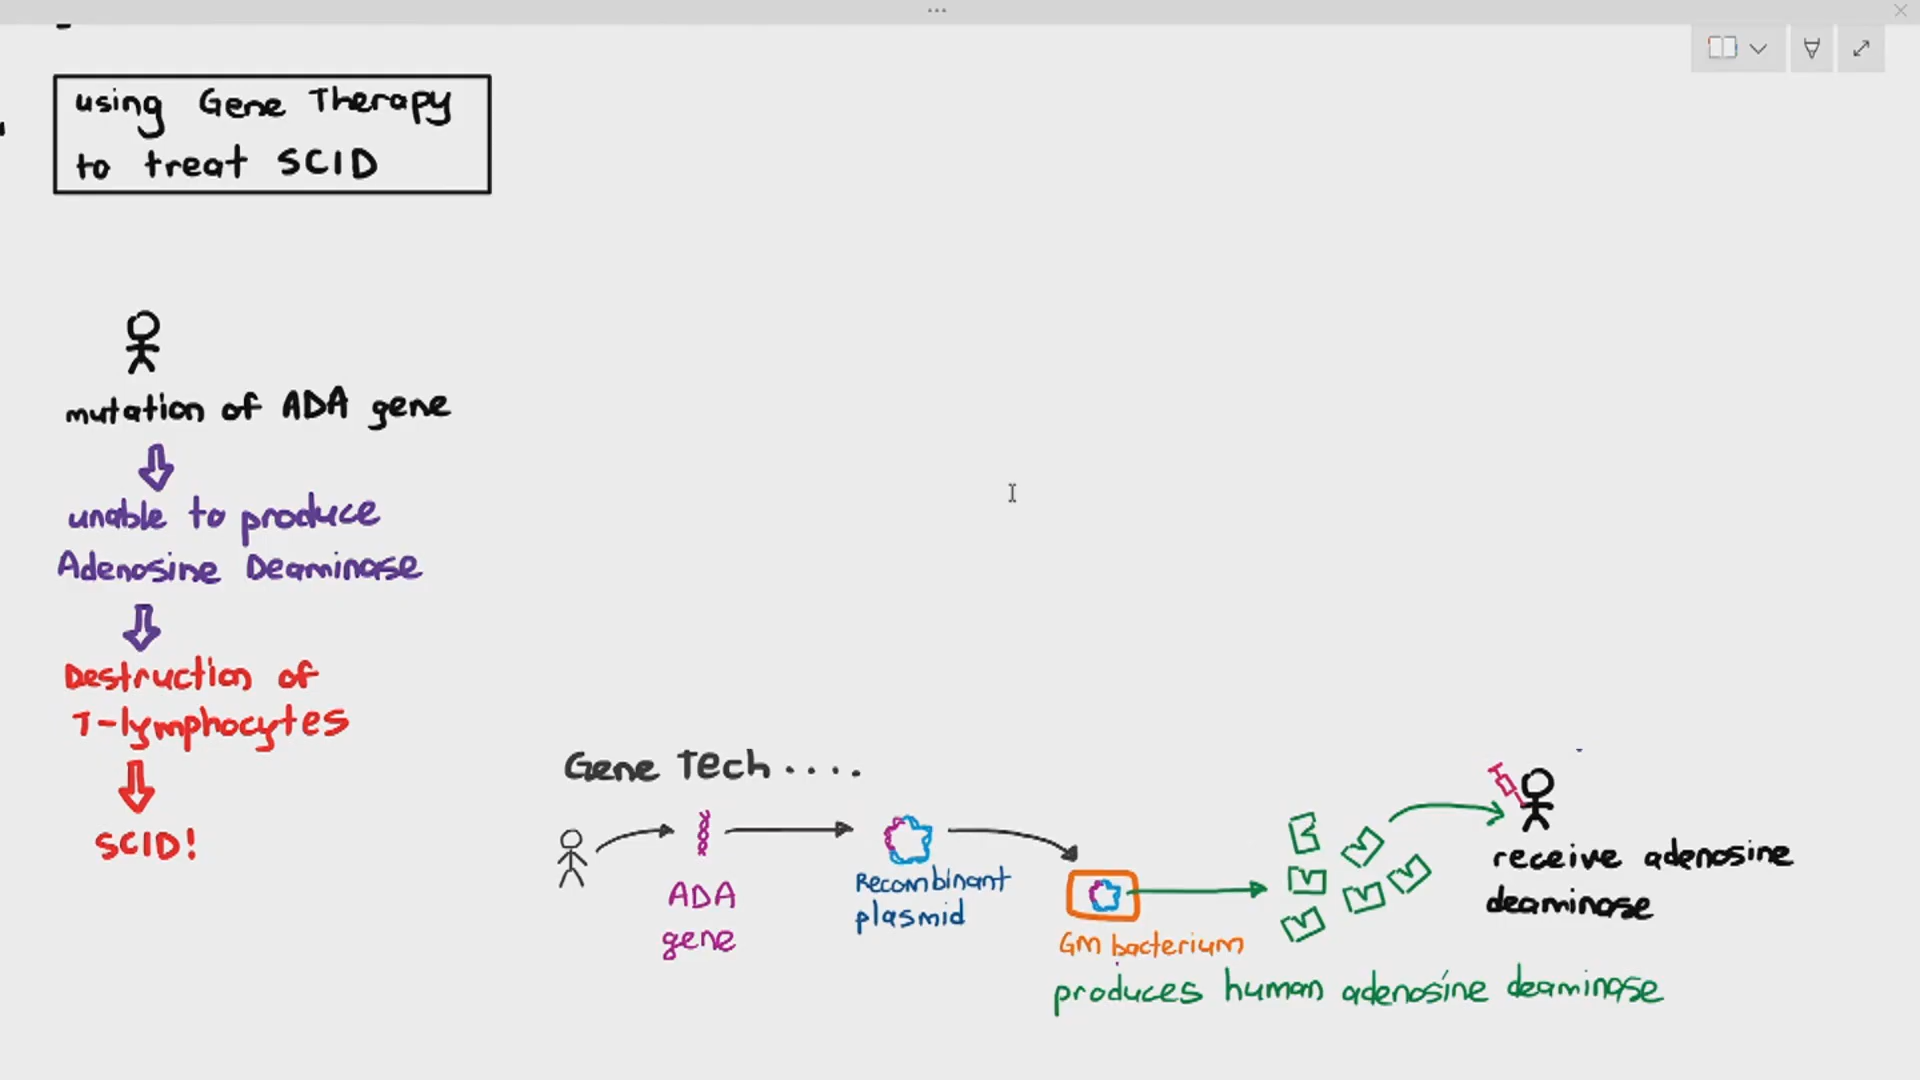 using Gene Therapy
to treat SCID
mutation of ADA gene
unable to produce
Adenosine Deaminase
Destruction of
T-lymphocytes
SCID!
Gene Tech ....
ADA
gene
Recombinant
plasmid
GM bacterium
produces human adenosine deaminase
receive adenosine
deaminase